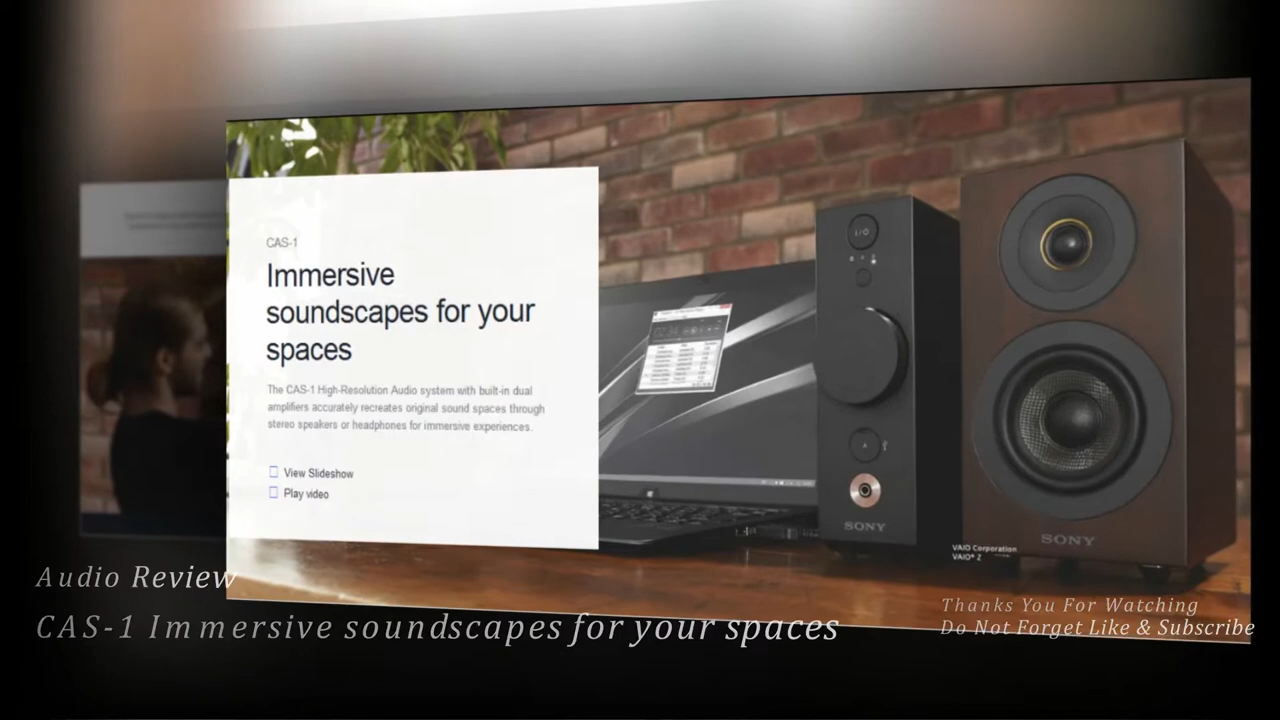 CAS-1
Immersive
soundscapes for your
spaces
The CAS-1 High-Resolution Audio system with built-in dual
amplifiers accurately recreates original sound spaces through
stereo speakers or headphones for immersive experiences.
View Slideshow
Play video
I/O
A
SONY
SONY
VAIO Corporation
VAIO® Z
Audio Review
CAS-1 Immersive soundscapes for your spaces
Thanks You For Watching
Do Not Forget Like & Subscribe